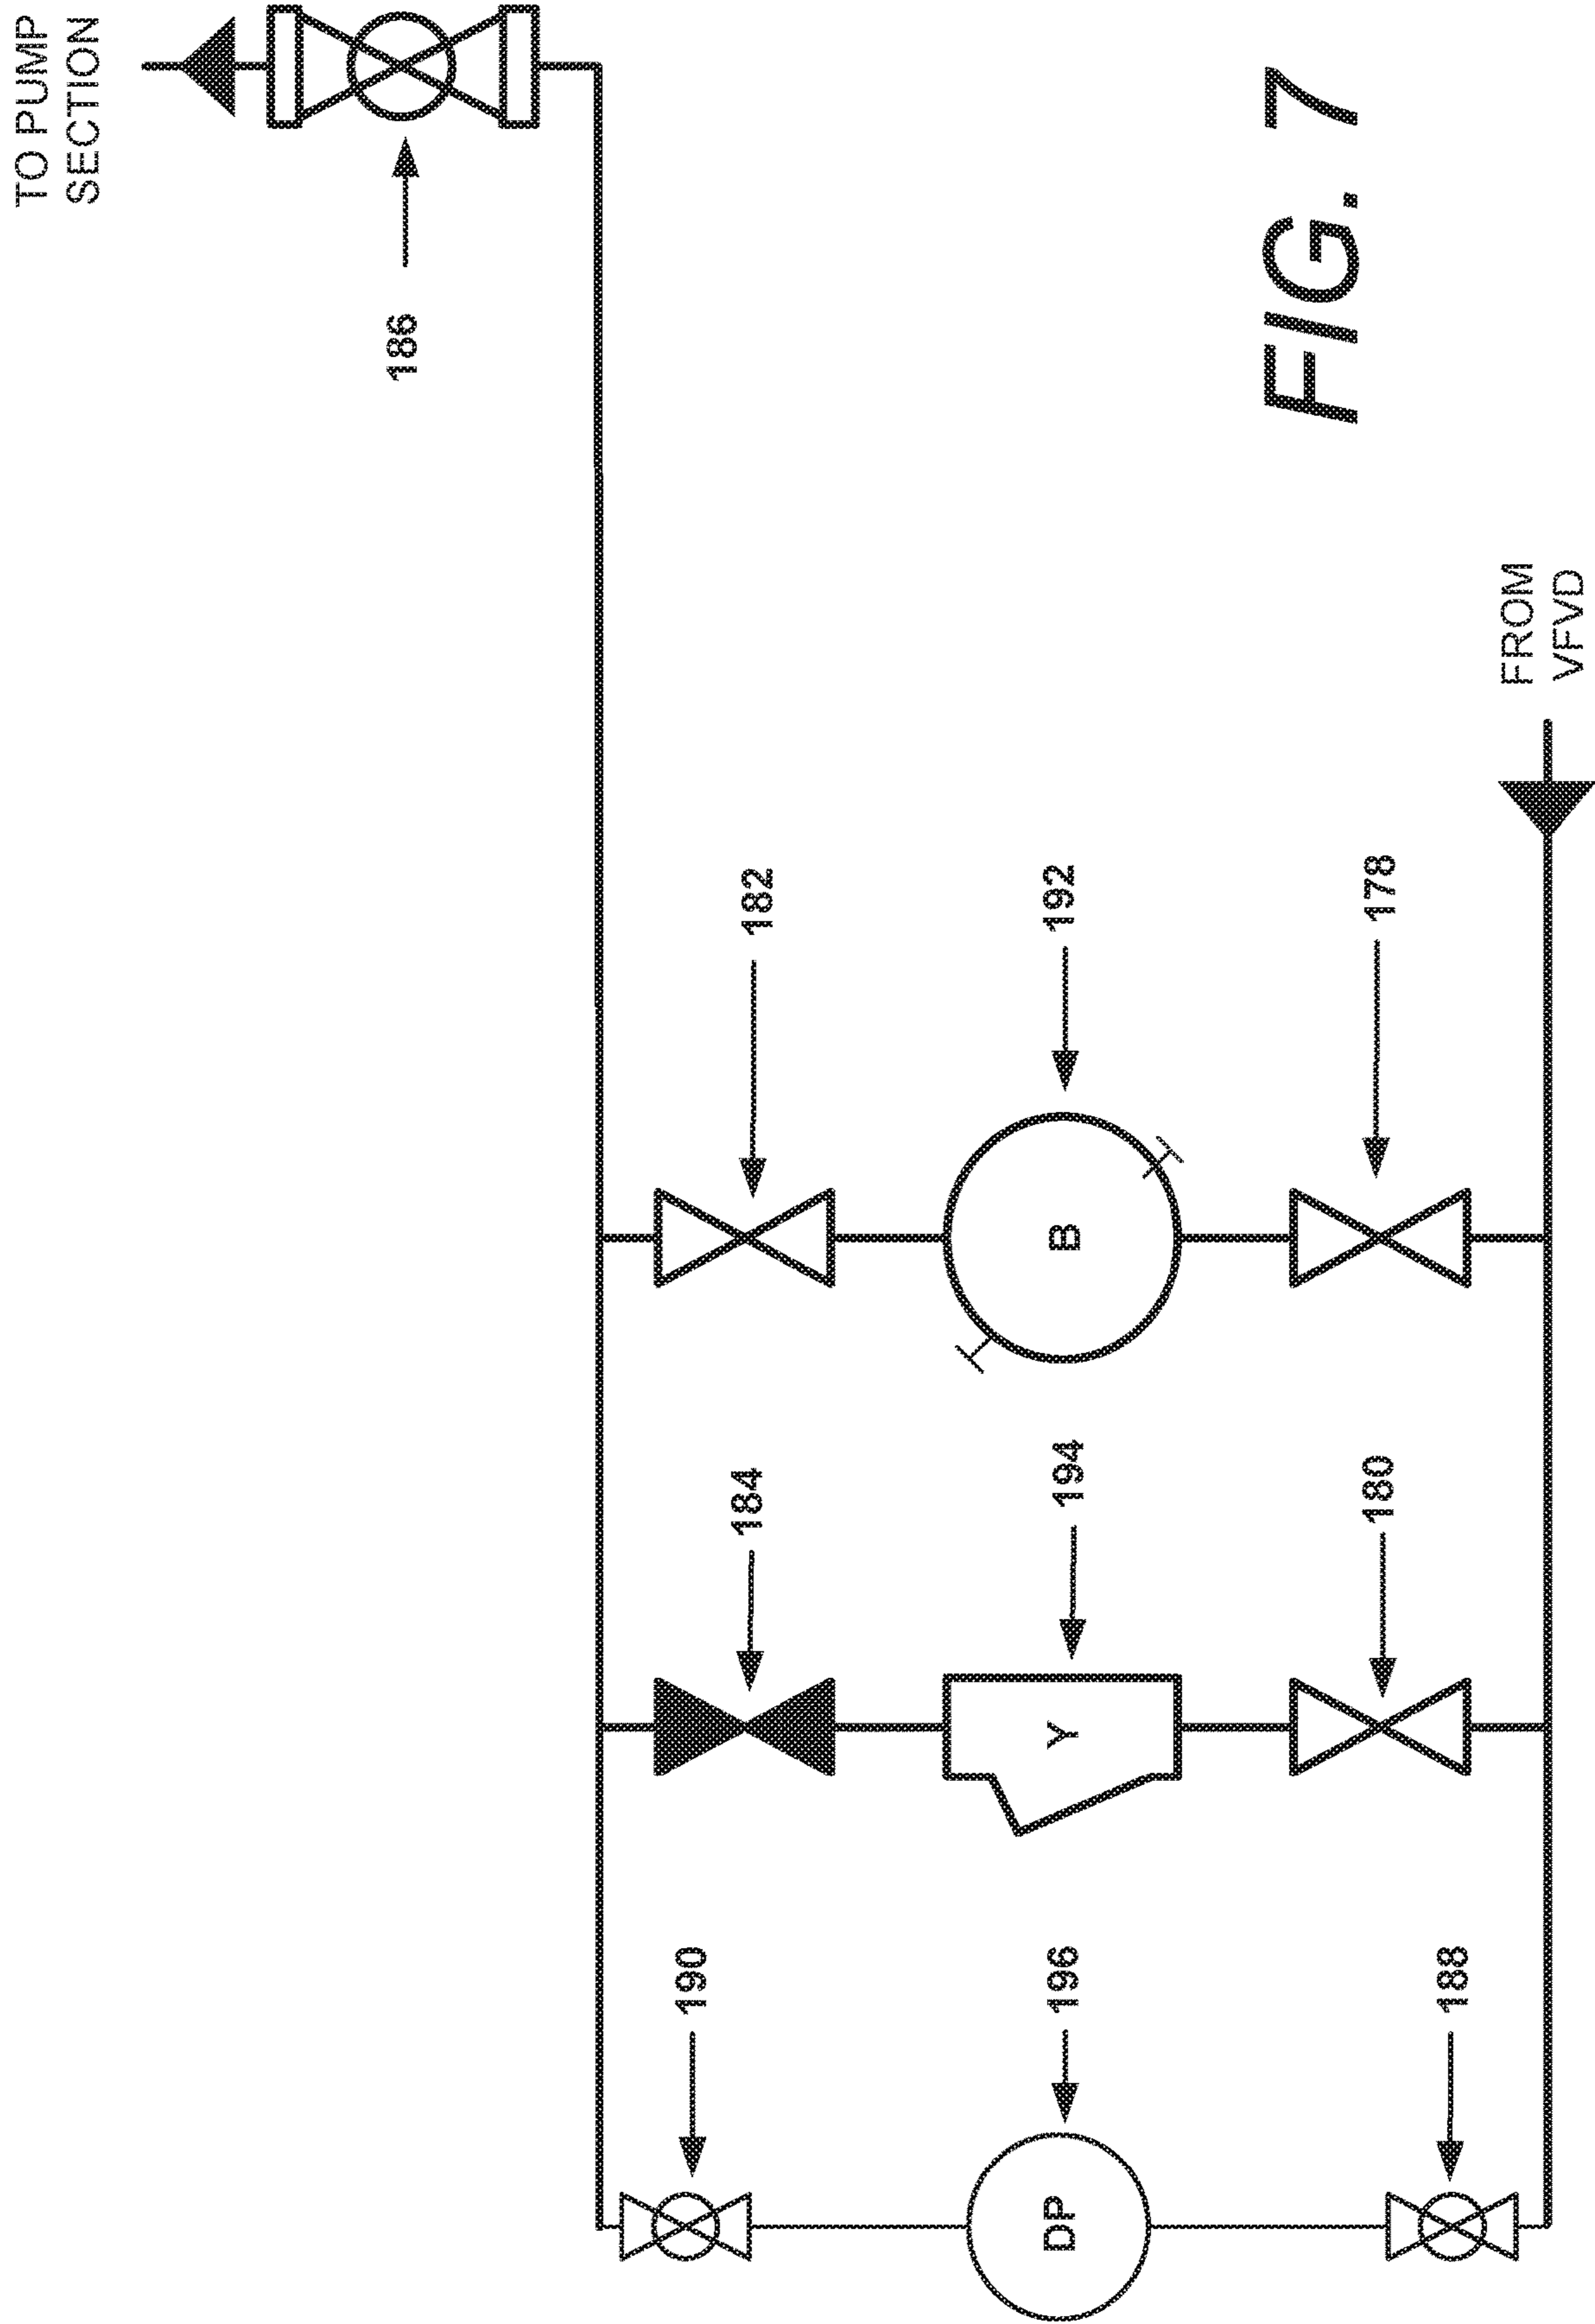 TO PUMP
SECTION
186
190
184
182
196
194
192
DP
Y
B
188
180
178
FIG. 7
FROM
VFVD